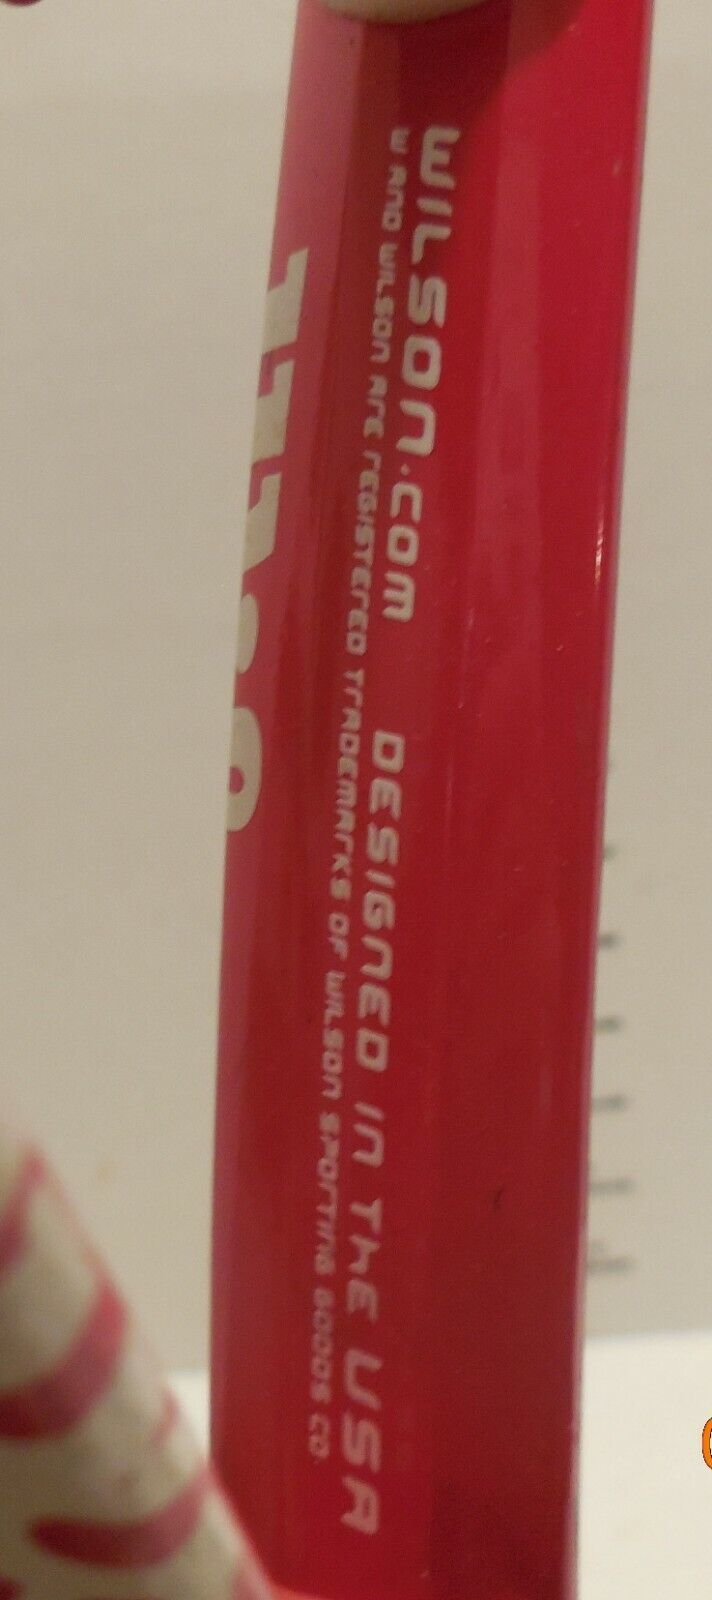 WILSON.COM DESIGNED IN THE USA
W AND WILSON ARE REGISTERED TRADEMARKS OF WILSON SPORTING GOODS CO.